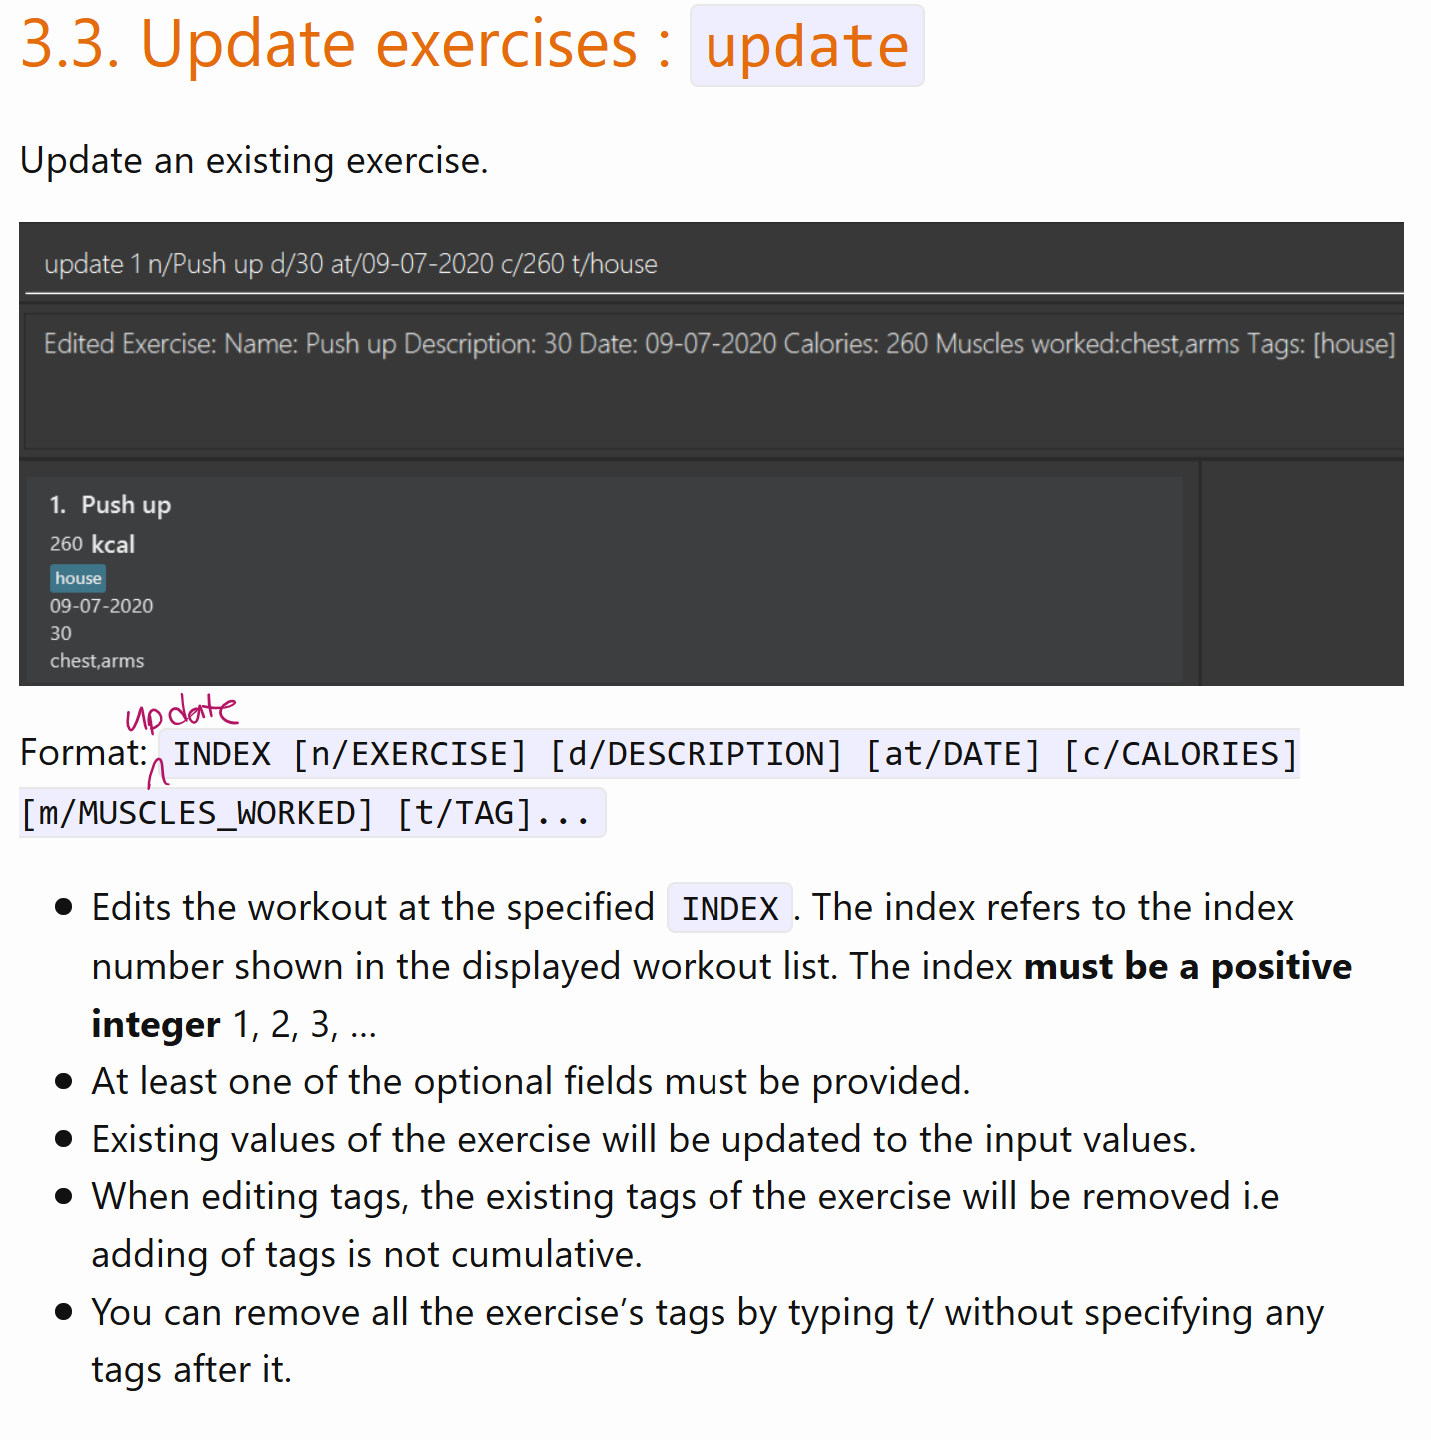 3.3. Update exercises : update
Update an existing exercise.
update 1 n/Push up d/30 at/09-07-2020 c/260 t/house
Edited Exercise: Name: Push up Description: 30 Date: 09-07-2020 Calories: 260 Muscles worked:chest,arms Tags: [house]
1. Push up
260 kcal
house
09-07-2020
30
chest,arms
update
Format: INDEX [n/EXERCISE] [d/DESCRIPTION] [at/DATE] [c/CALORIES]
[m/MUSCLES_WORKED] [t/TAG]...
• Edits the workout at the specified INDEX. The index refers to the index
number shown in the displayed workout list. The index must be a positive
integer 1, 2, 3, …
• At least one of the optional fields must be provided.
• Existing values of the exercise will be updated to the input values.
• When editing tags, the existing tags of the exercise will be removed i.e
adding of tags is not cumulative.
• You can remove all the exercise’s tags by typing t/ without specifying any
tags after it.